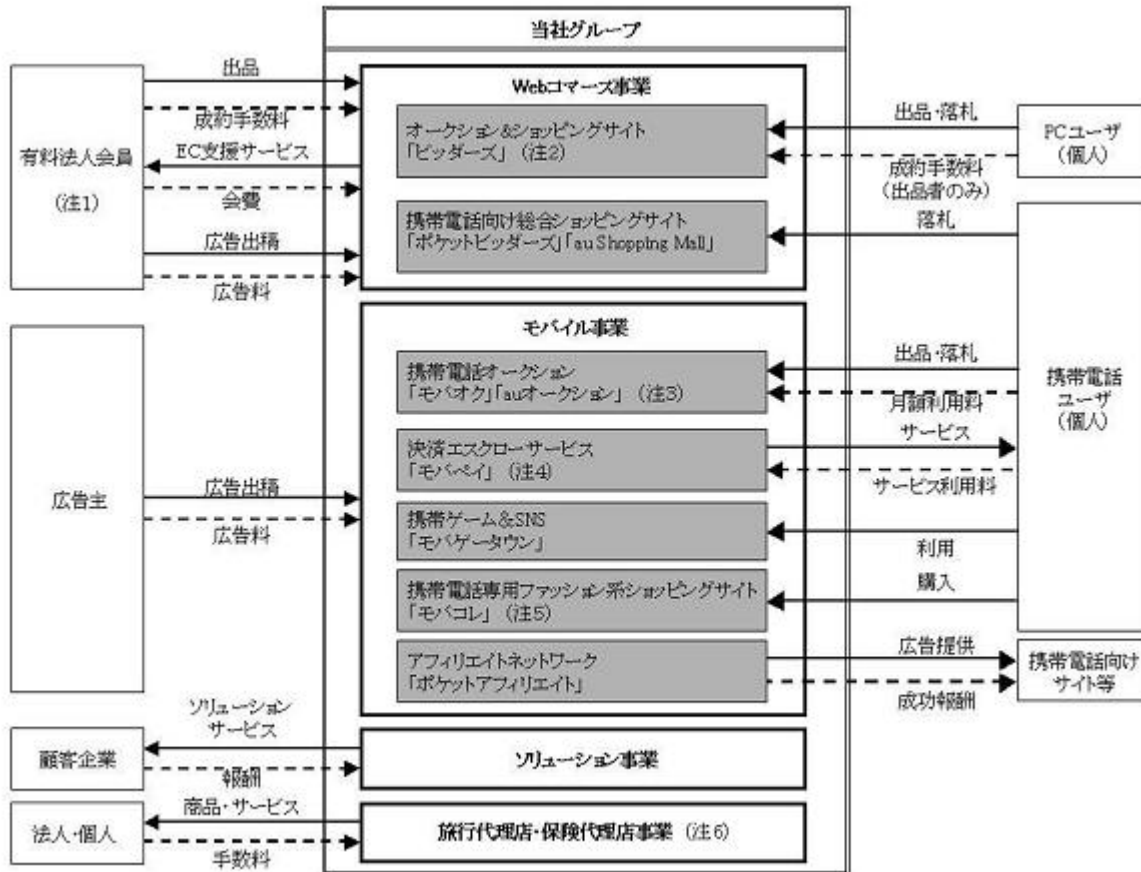 当社グループ
有料法人会員
(注1)
出品
成約手数料
EC支援サービス
会費
広告出稿
広告料
Webコマース事業
オークション&ショッピングサイト
「ビッダーズ」(注2)
携帯電話向け総合ショッピングサイト
「ポケットビッダーズ」「au Shopping Mall」
出品・落札
成約手数料
(出品者のみ)
落札
PCユーザ
(個人)
広告主
広告出稿
広告料
モバイル事業
携帯電話オークション
「モバオク」「auオークション」(注3)
決済エスクローサービス
「モバペイ」(注4)
携帯ゲーム&SNS
「モバゲータウン」
携帯電話専用ファッション系ショッピングサイト
「モバコレ」(注5)
アフィリエイトネットワーク
「ポケットアフィリエイト」
出品・落札
月額利用料
サービス
サービス利用料
利用
購入
広告提供
成功報酬
携帯電話
ユーザ
(個人)
携帯電話向け
サイト等
顧客企業
ソリューション
サービス
報酬
ソリューション事業
法人・個人
商品・サービス
手数料
旅行代理店・保険代理店事業(注6)